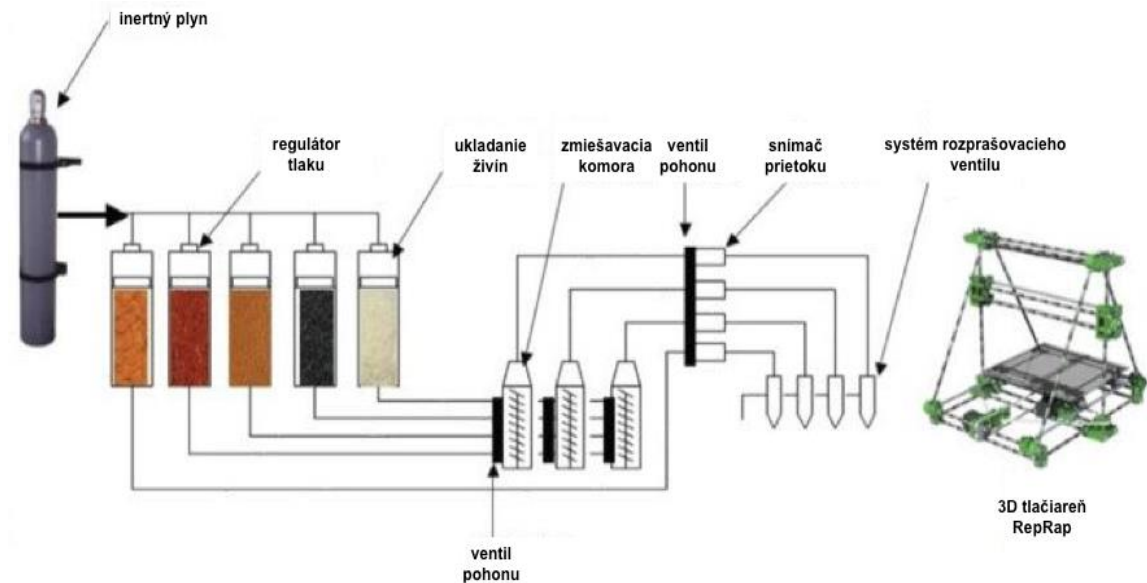 inertný plyn
regulátor
tlaku
ukladanie
živín
zmiešavacia
komora
ventil
pohonu
snímač
prietoku
systém rozprašovacieho
ventilu
3D tlačiareň
RepRap
ventil
pohonu